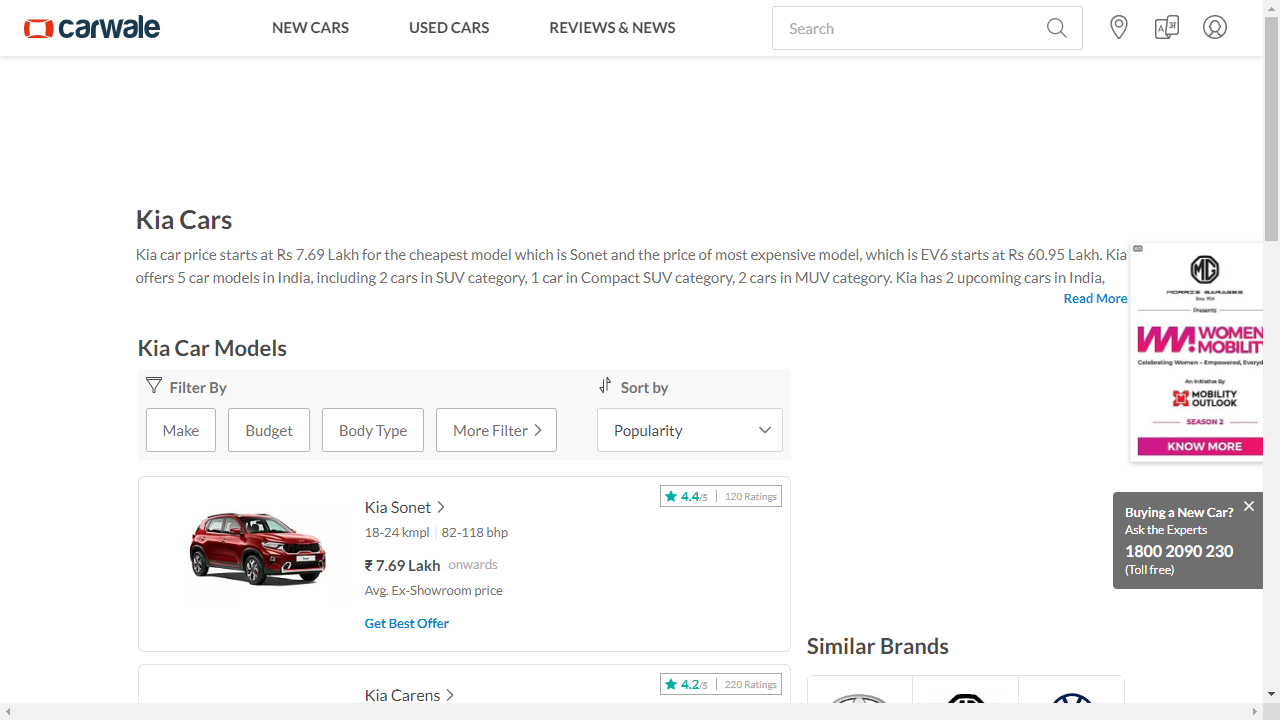 carwale
NEW CARS
USED CARS
REVIEWS & NEWS
Search
Kia Cars
Kia car price starts at Rs 7.69 Lakh for the cheapest model which is Sonet and the price of most expensive model, which is EV6 starts at Rs 60.95 Lakh. Kia
offers 5 car models in India, including 2 cars in SUV category, 1 car in Compact SUV category, 2 cars in MUV category. Kia has 2 upcoming cars in India,
Read More
Kia Car Models
Filter By
Sort by
Make
Budget
Body Type
More Filter
Popularity
4.4/5 | 120 Ratings
Kia Sonet
18-24 kmpl | 82-118 bhp
₹ 7.69 Lakh onwards
Avg. Ex-Showroom price
Get Best Offer
4.2/5 | 220 Ratings
Kia Carens
Ad
MG
MORRIS GARAGES
Since 1924
Presents
WM! WOMEN
MOBILIT
Celebrating Women – Empowered, Everyd
An Initiative By
MOBILITY
OUTLOOK
SEASON 2
KNOW MORE
Buying a New Car?
Ask the Experts
1800 2090 230
(Toll free)
Similar Brands